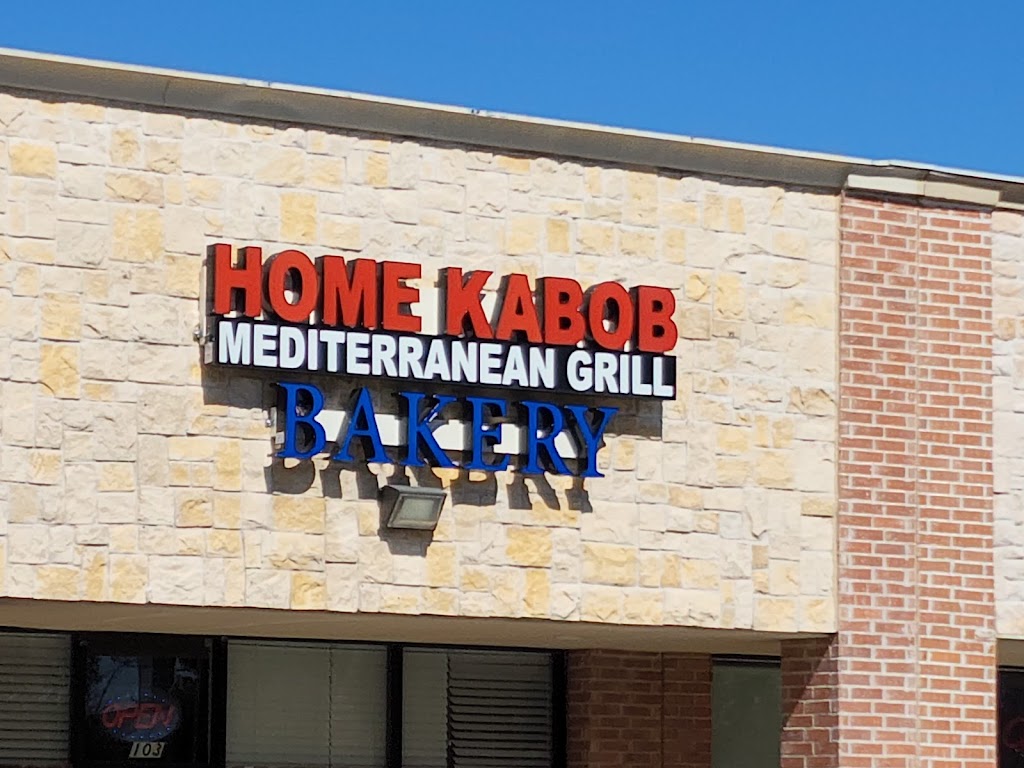 HOME KABOB
MEDITERRANEAN GRILL
BAKERY
OPEN
103